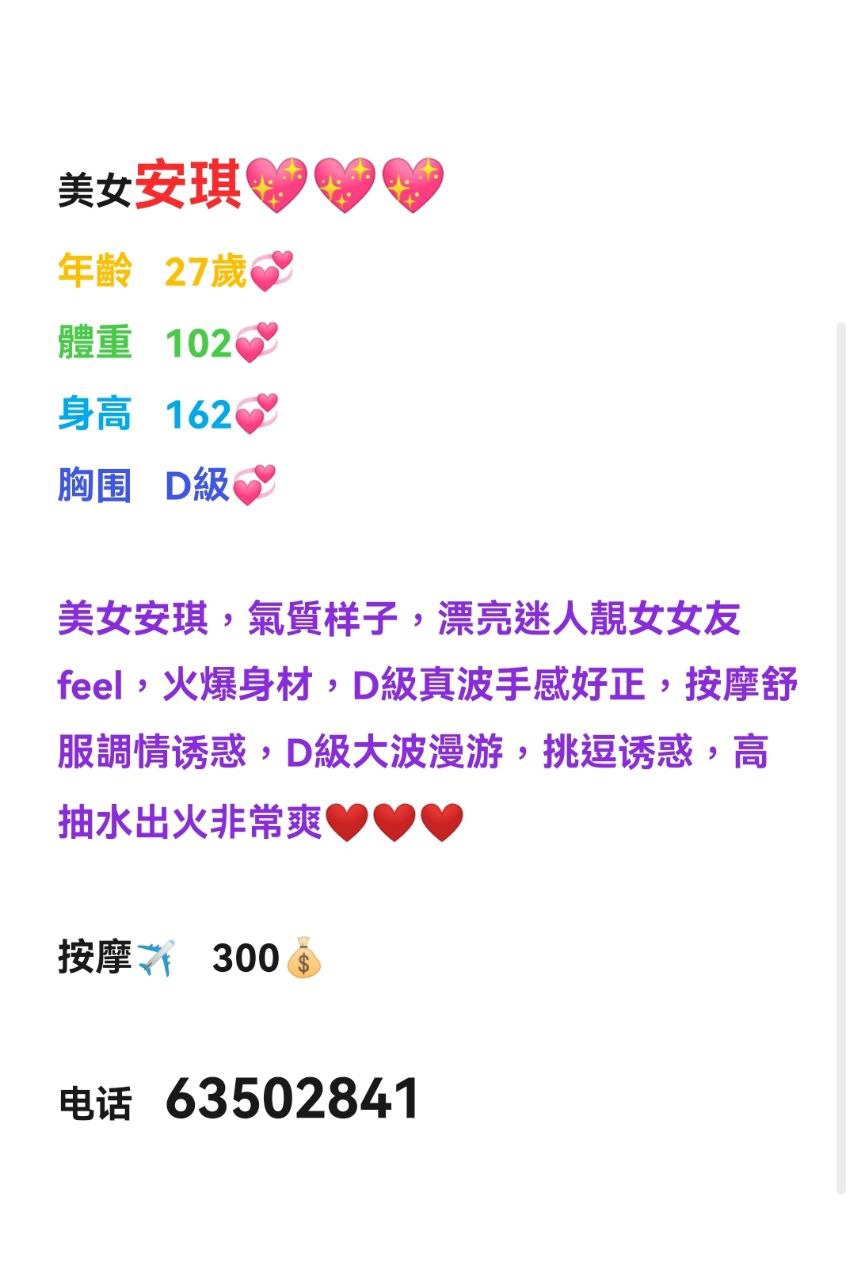 美女安琪💖💖💖
年齡 27歲💞
體重 102💞
身高 162💞
胸围 D級💞
美女安琪，氣質样子，漂亮迷人靚女女友
feel，火爆身材，D級真波手感好正，按摩舒
服調情诱惑，D級大波漫游，挑逗诱惑，高
抽水出火非常爽❤️❤️❤️
按摩✈️ 300💰
电话 63502841